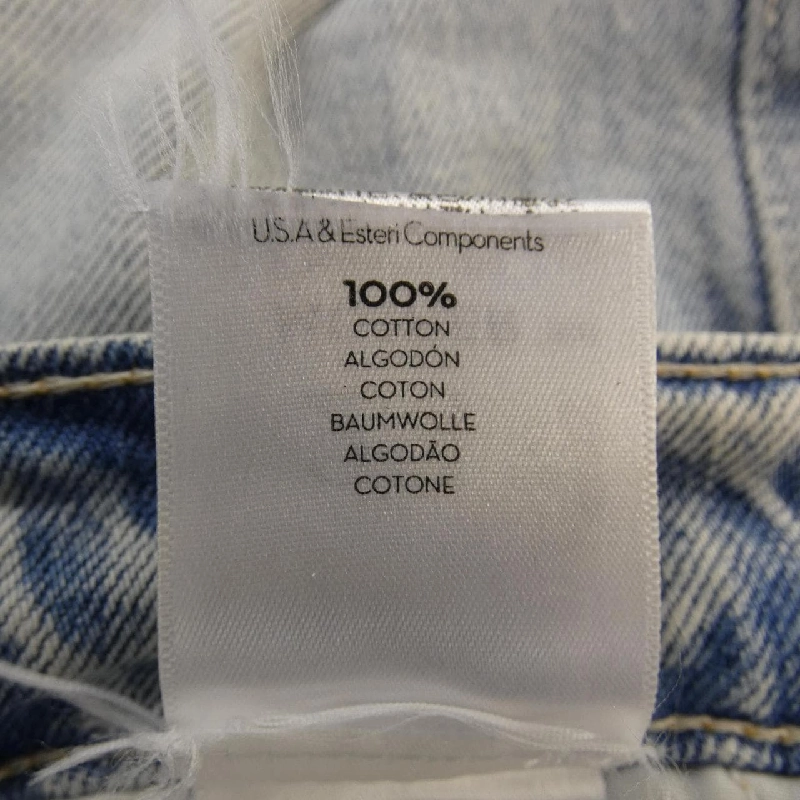 U.S.A & Esteri Components
100%
COTTON
ALGODÓN
COTON
BAUMWOLLE
ALGODÃO
COTONE